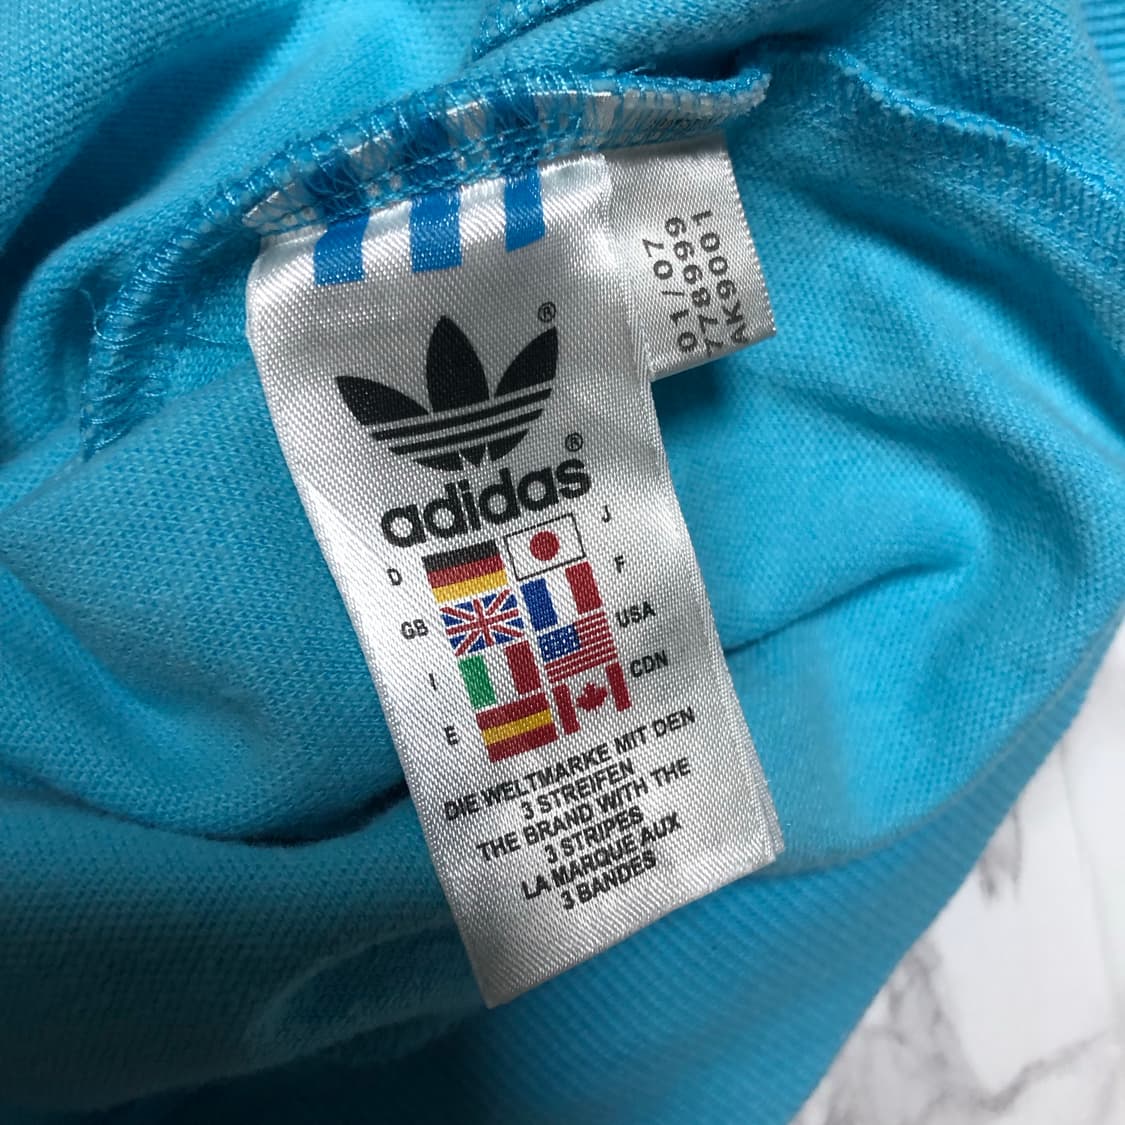 ®
®
adidas
D
J
GB
F
I
USA
E
CDN
DIE WELTMARKE MIT DEN
3 STREIFEN
THE BRAND WITH THE
3 STRIPES
LA MARQUE AUX
3 BANDES
01/07
AK9001